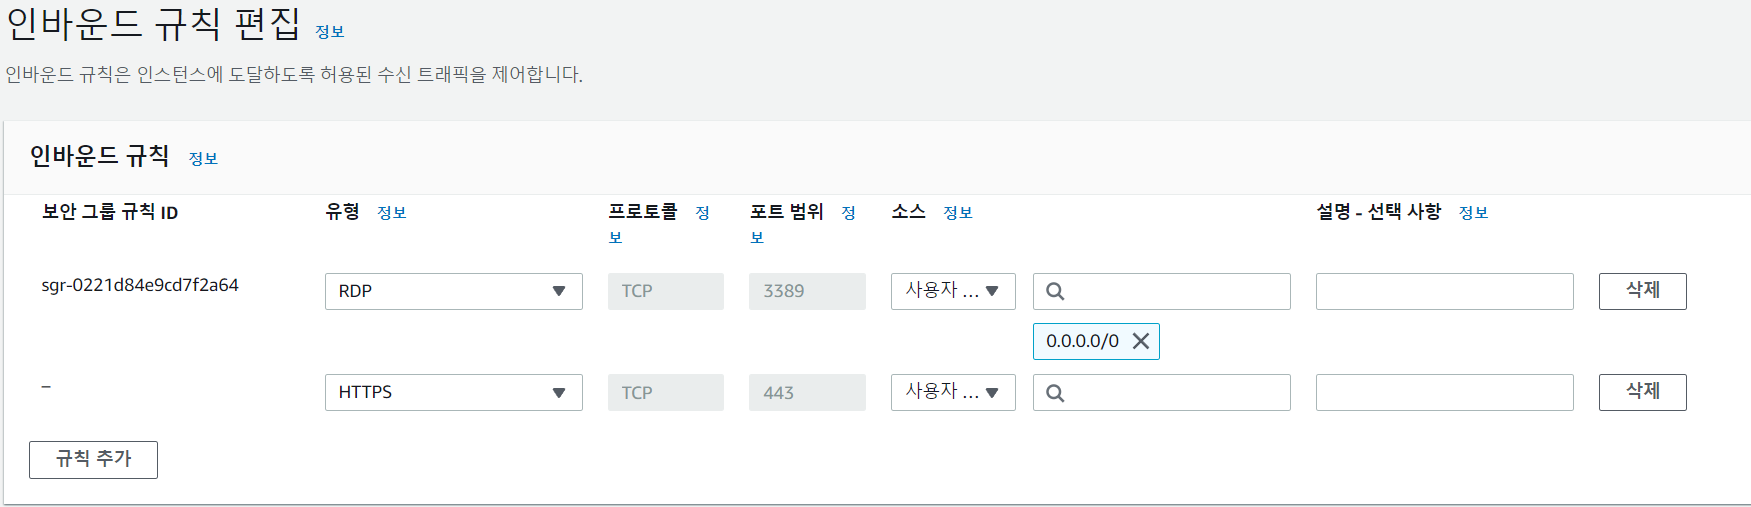 인바운드 규칙 편집 정보
인바운드 규칙은 인스턴스에 도달하도록 허용된 수신 트래픽을 제어합니다.
인바운드 규칙 정보
보안 그룹 규칙 ID 유형 정보 프로토콜 정보 포트 범위 정보 소스 정보 설명 - 선택 사항 정보
sgr-0221d84e9cd7f2a64 RDP TCP 3389 사용자 ... 삭제
0.0.0.0/0
– HTTPS TCP 443 사용자 ... 삭제
규칙 추가